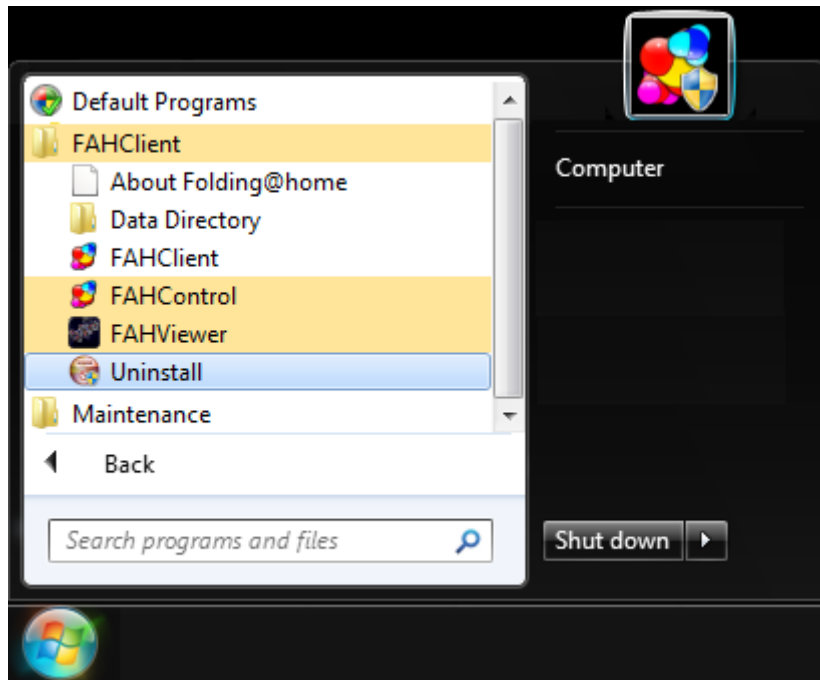 Default Programs
FAHClient
About Folding@home
Data Directory
FAHClient
FAHControl
FAHViewer
Uninstall
Maintenance
Back
Search programs and files
Computer
Shut down